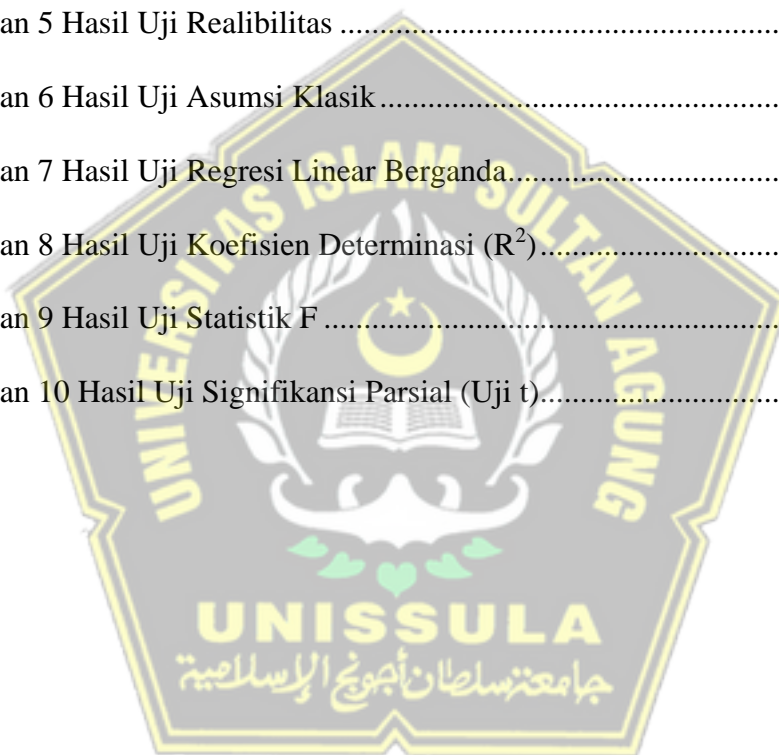 an 5 Hasil Uji Realibilitas ................................................
an 6 Hasil Uji Asumsi Klasik ................................................
an 7 Hasil Uji Regresi Linear Berganda................................
an 8 Hasil Uji Koefisien Determinasi (R²) ............................
an 9 Hasil Uji Statistik F ......................................................
an 10 Hasil Uji Signifikansi Parsial (Uji t)............................
UNIVERSITAS ISLAM SULTAN AGUNG
UNISSULA
جامعة سلطان أجونج الإسلامية